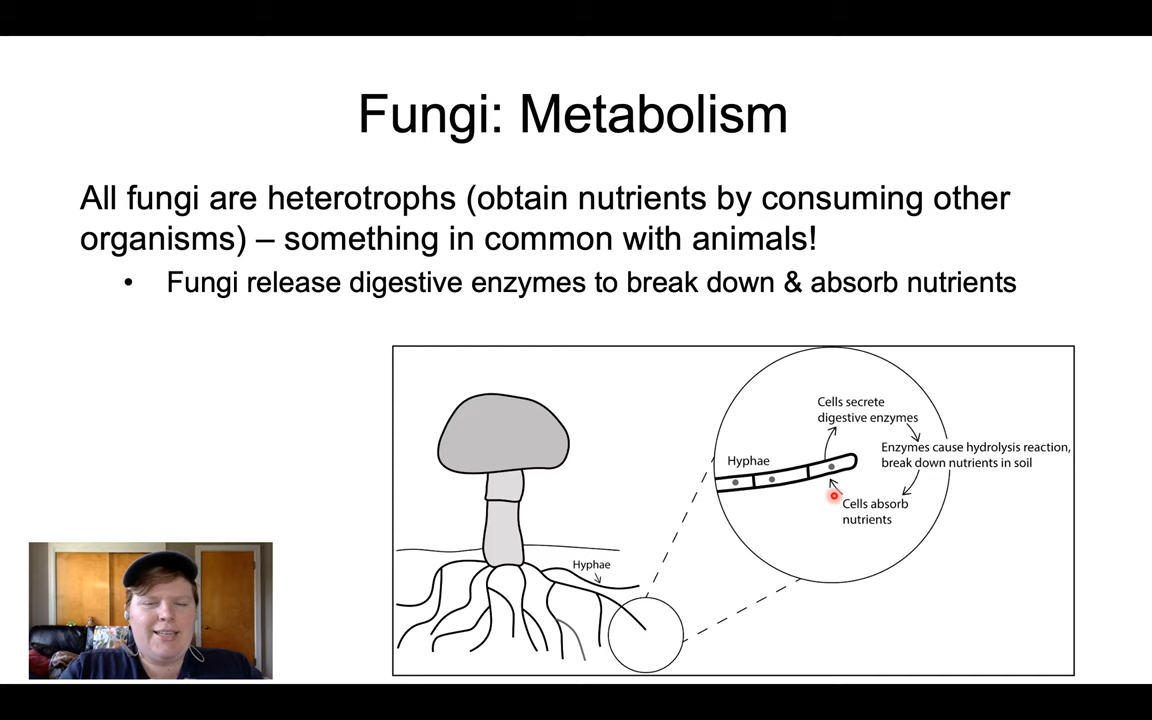 Fungi: Metabolism
All fungi are heterotrophs (obtain nutrients by consuming other
organisms) – something in common with animals!
• Fungi release digestive enzymes to break down & absorb nutrients
Cells secrete
digestive enzymes
Enzymes cause hydrolysis reaction,
break down nutrients in soil
Hyphae
Cells absorb
nutrients
Hyphae